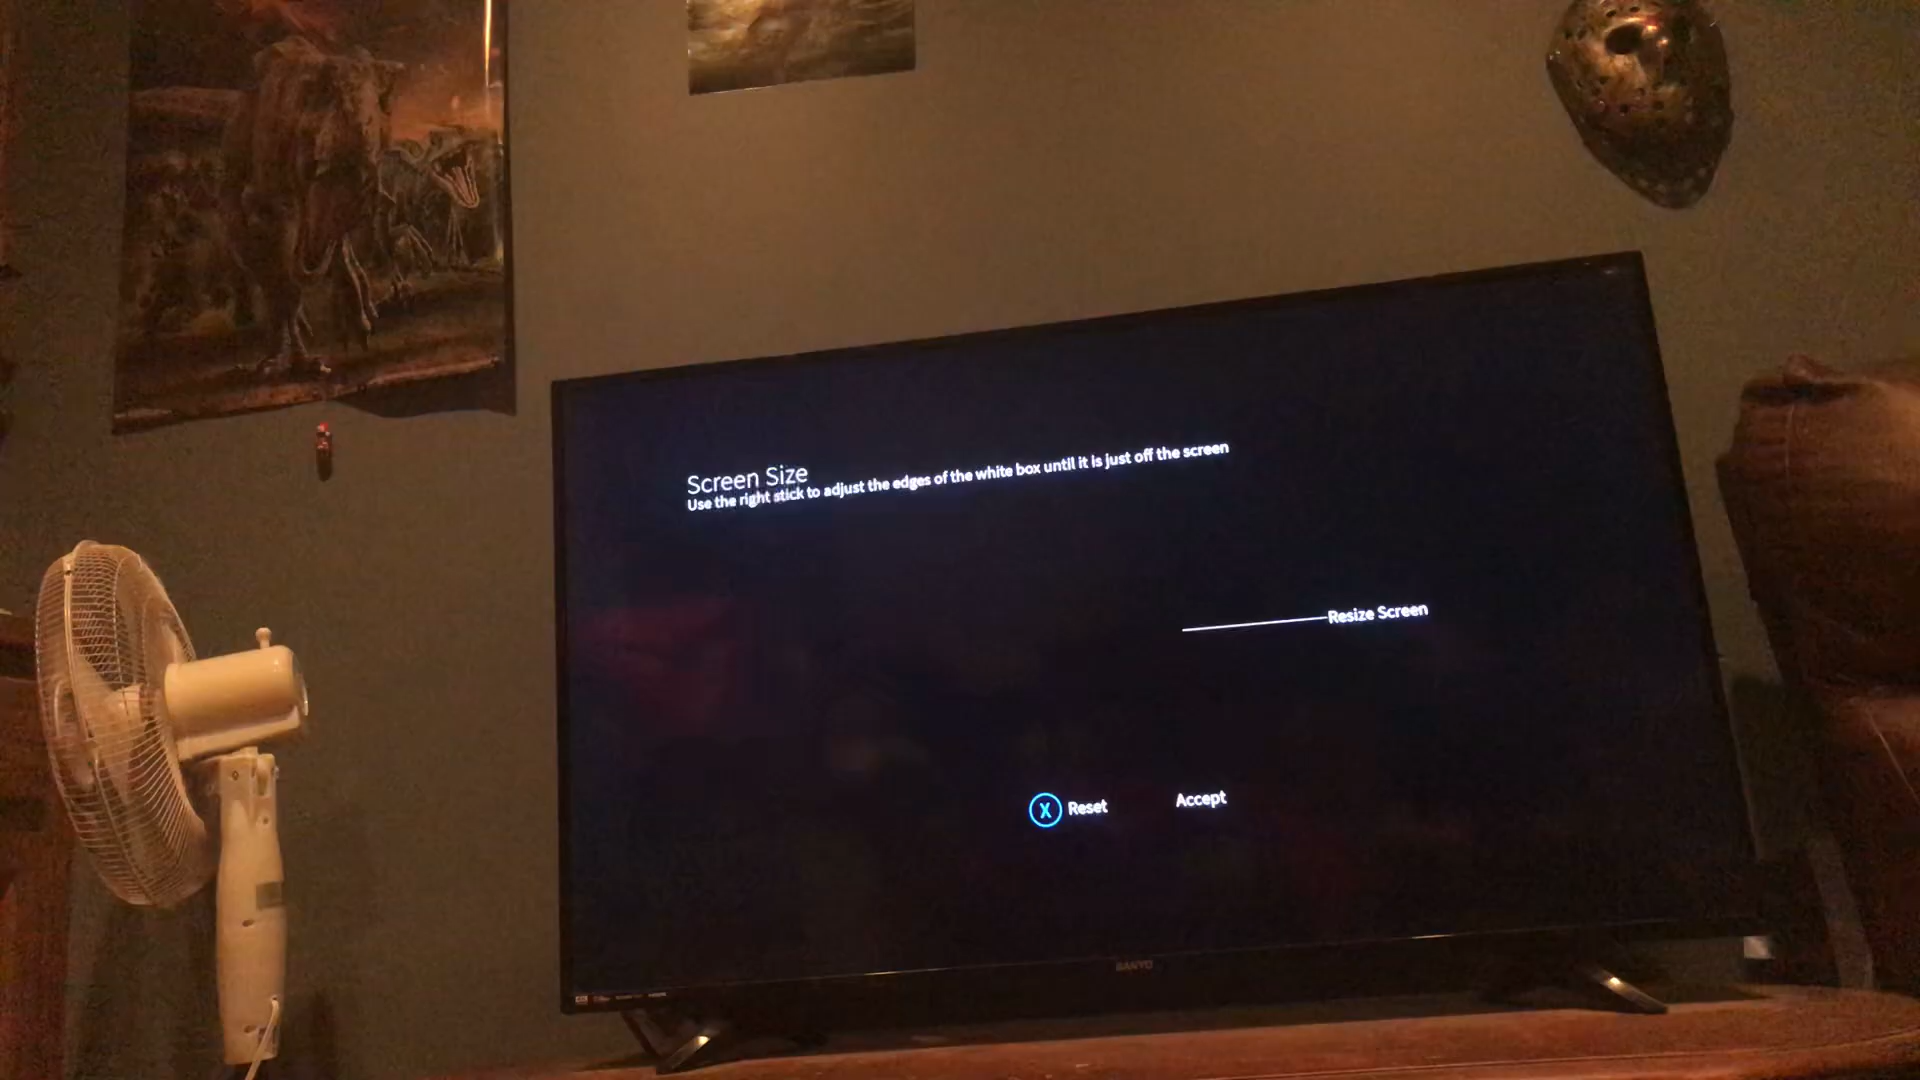 Screen Size
Use the right stick to adjust the edges of the white box until it is just off the screen
Resize Screen
X Reset
Accept
SANYO